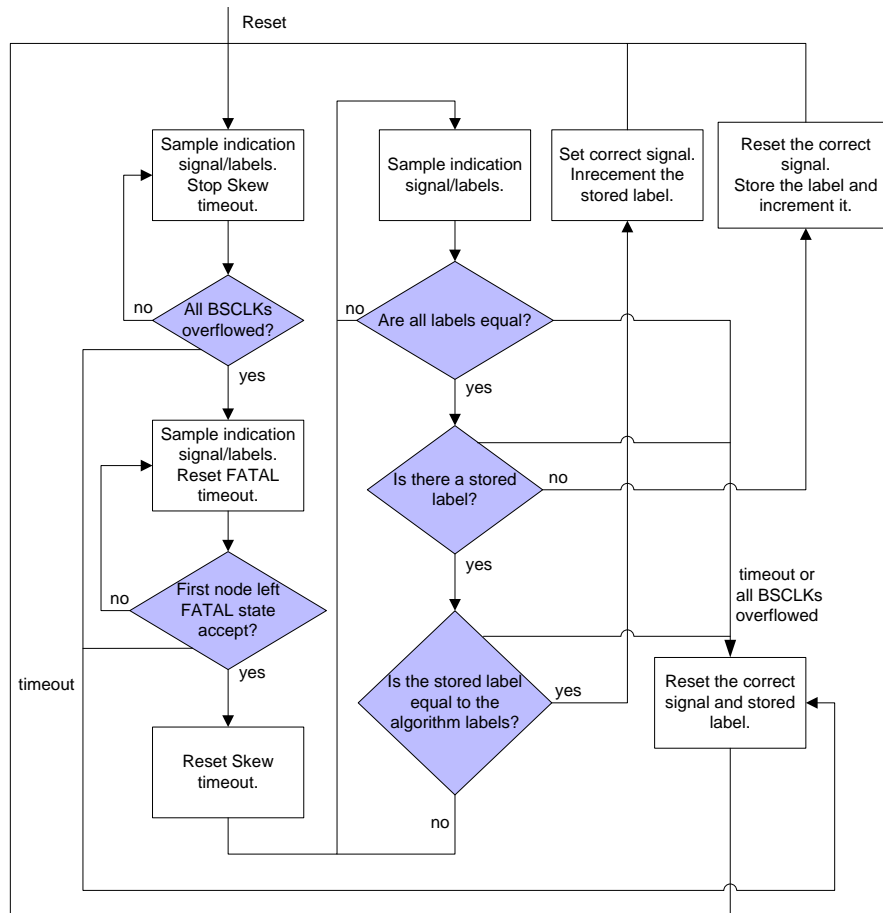 Reset
Sample indication
signal/labels.
Stop Skew
timeout.
no
All BSCLKs
overflowed?
yes
Sample indication
signal/labels.
Reset FATAL
timeout.
no
First node left
FATAL state
accept?
yes
timeout
Reset Skew
timeout.
Sample indication
signal/labels.
no
Are all labels equal?
yes
Is there a stored
label?
no
yes
Is the stored label
equal to the
algorithm labels?
yes
no
Set correct signal.
Inrecement the
stored label.
Reset the correct
signal.
Store the label and
increment it.
timeout or
all BSCLKs
overflowed
Reset the correct
signal and stored
label.